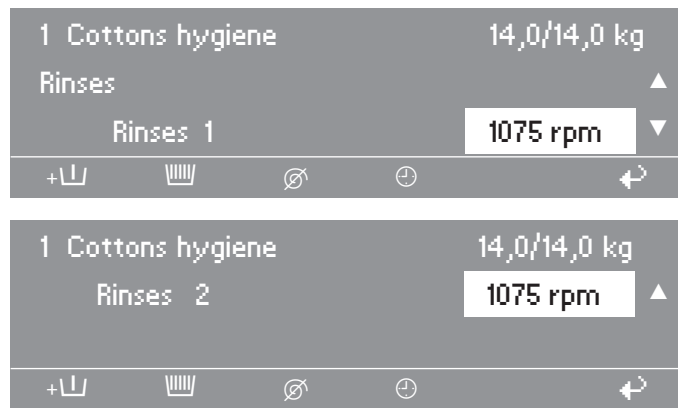 1 Cottons hygiene 14,0/14,0 kg
Rinses
Rinses 1 1075 rpm
1 Cottons hygiene 14,0/14,0 kg
Rinses 2 1075 rpm